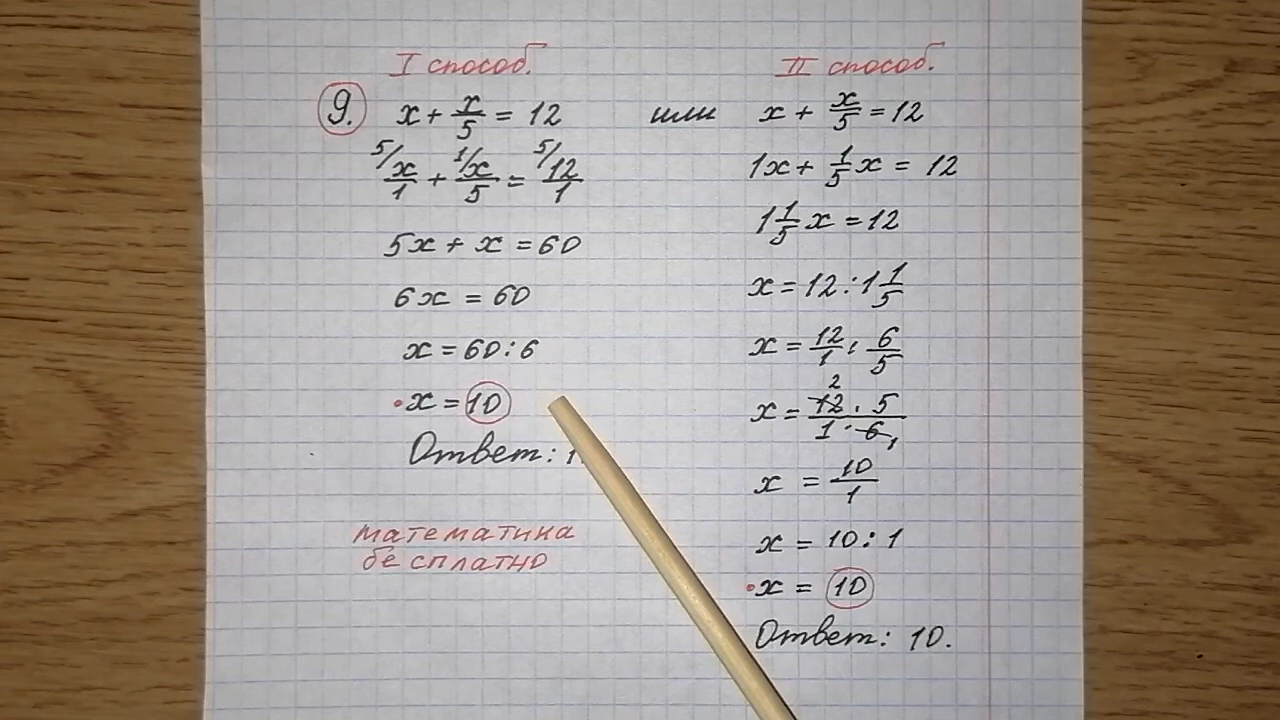 I способ.
9. x + x/5 = 12
5/ x/1 + 1/ x/5 = 5/ 12/1
5x + x = 60
6x = 60
x = 60 : 6
• x = 10
Ответ: 1
математика
бесплатно
или
II способ.
x + x/5 = 12
1x + 1/5 x = 12
1 1/5 x = 12
x = 12 : 1 1/5
x = 12/1 : 6/5
x = 2 12 · 5 / 1 · 6 1
x = 10/1
x = 10 : 1
• x = 10
Ответ: 10.